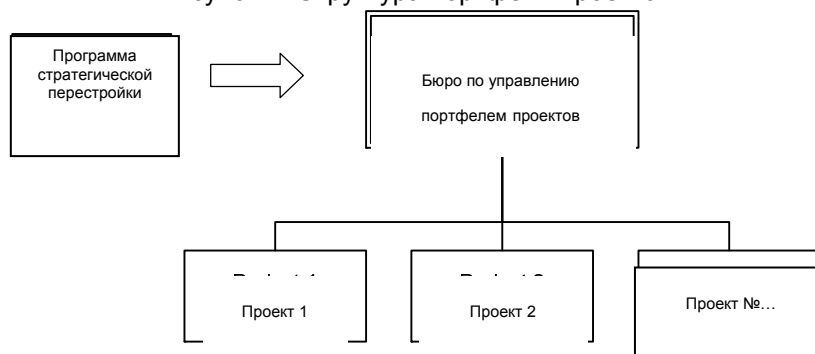 Программа
стратегической
перестройки
Бюро по управлению
портфелем проектов
Проект 1
Проект 2
Проект №…